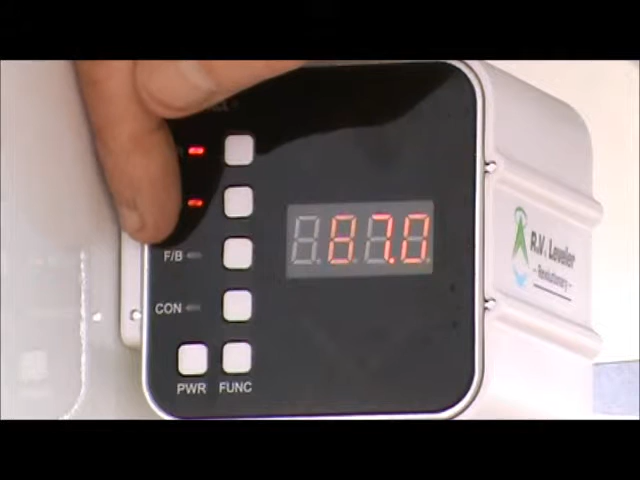 87.0
R.V. Leveler
- Revolutionary -
F/B
CON
PWR FUNC